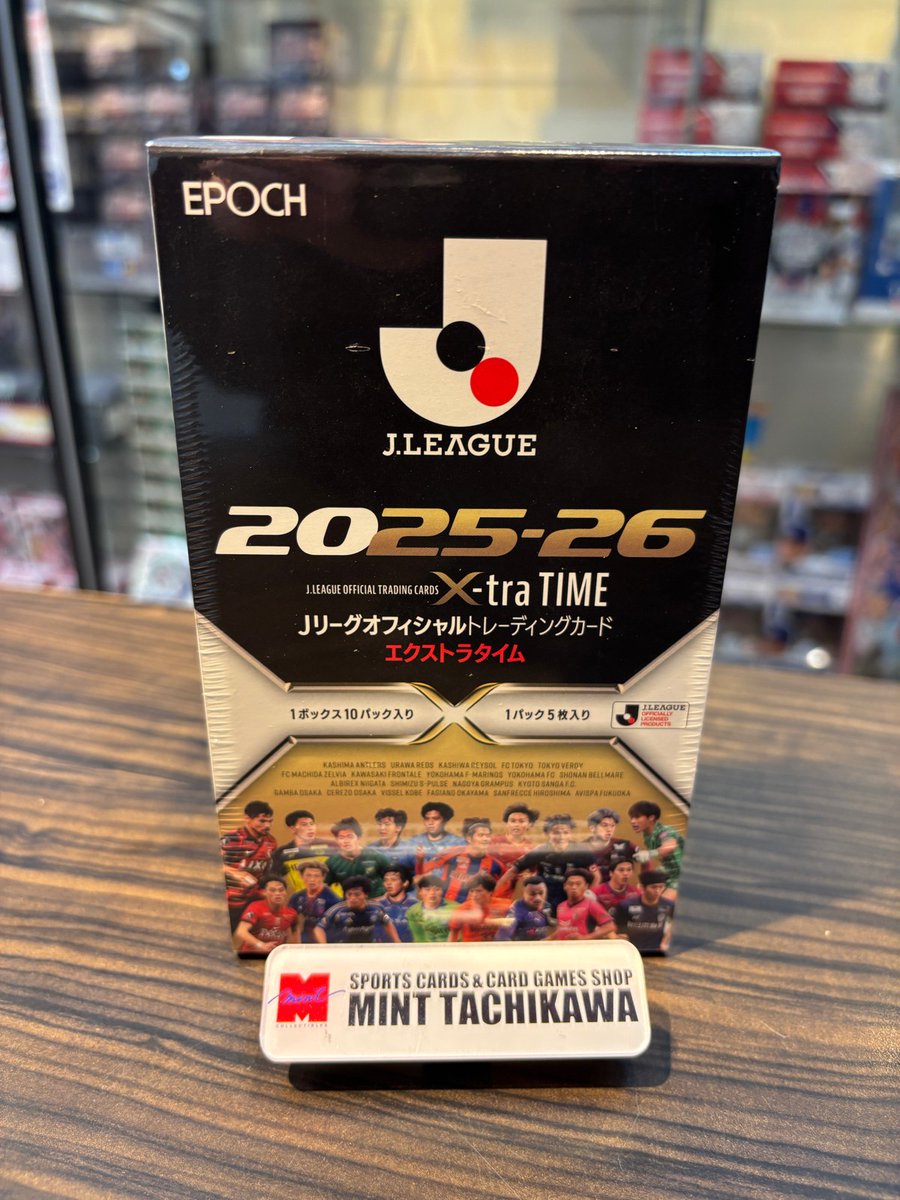 EPOCH
J.LEAGUE
2025-26
J.LEAGUE OFFICIAL TRADING CARDS X-tra TIME
Jリーグオフィシャルトレーディングカード
エクストラタイム
1ボックス10パック入り
1パック5枚入り
J.LEAGUE
OFFICIALLY
LICENSED
PRODUCTS
KASHIMA ANTLERS URAWA REDS KASHIWA REYSOL FC TOKYO TOKYO VERDY
FC MACHIDA ZELVIA KAWASAKI FRONTALE YOKOHAMA F·MARINOS YOKOHAMA FC SHONAN BELLMARE
ALBIREX NIIGATA SHIMIZU S-PULSE NAGOYA GRAMPUS KYOTO SANGA F.C.
GAMBA OSAKA CEREZO OSAKA VISSEL KOBE FAGIANO OKAYAMA SANFRECCE HIROSHIMA AVISPA FUKUOKA
mint
COLLECTIBLES
SPORTS CARDS & CARD GAMES SHOP
MINT TACHIKAWA